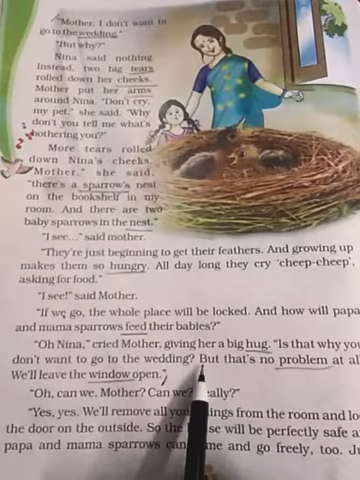 "Mother, I don't want to
go to the wedding."
"But why?"
Nina said nothing.
Instead, two big tears
rolled down her cheeks.
Mother put her arms
around Nina. "Don't cry,
my pet," she said. "Why
don't you tell me what's
bothering you?"
More tears rolled
down Nina's cheeks.
"Mother," she said,
"there's a sparrow's nest
on the bookshelf in my
room. And there are two
baby sparrows in the nest."
"I see..." said mother.
"They're just beginning to get their feathers. And growing up
makes them so hungry. All day long they cry 'cheep-cheep',
asking for food."
"I see!" said Mother.
"If we go, the whole place will be locked. And how will papa
and mama sparrows feed their babies?"
"Oh Nina," cried Mother, giving her a big hug. "Is that why you
don't want to go to the wedding? But that's no problem at
We'll leave the window open."
"Oh, can we, Mother? Can we?
"Yes, yes. We'll remove all from the room and
the door on the outside. So the will be perfectly safe
papa and mama sparrows can and go freely, too.